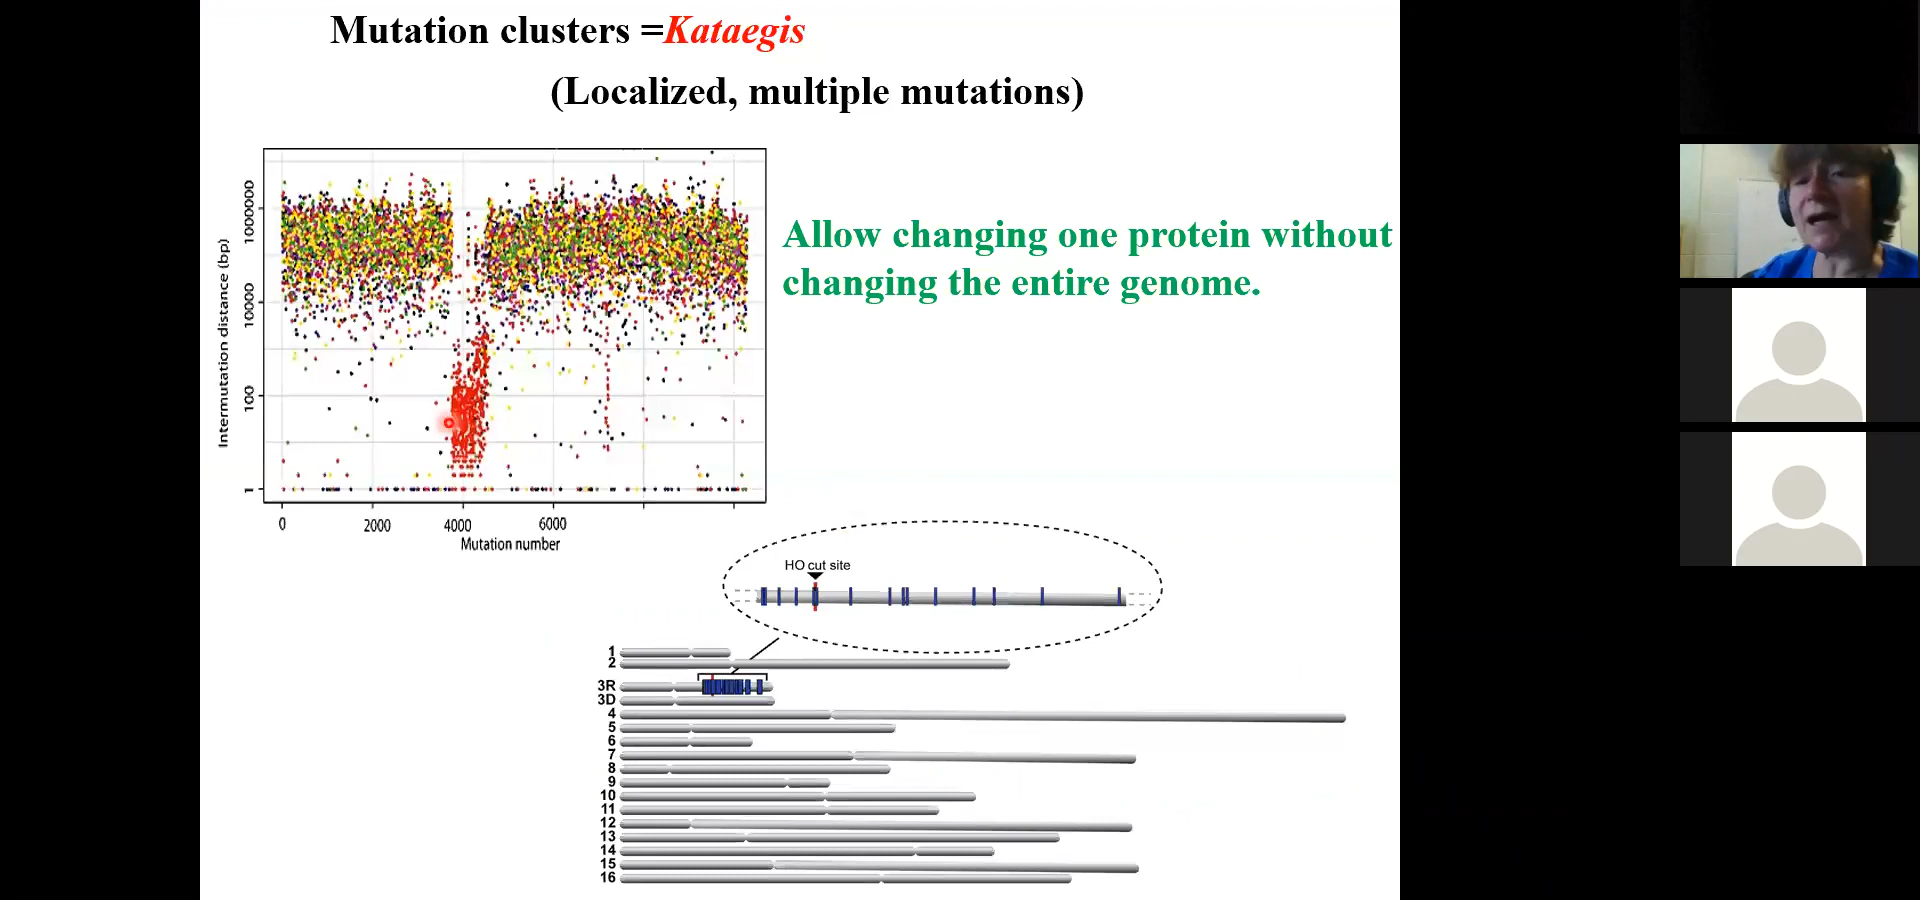 Mutation clusters =Kataegis
(Localized, multiple mutations)
Allow changing one protein without
changing the entire genome.
Intermutation distance (bp)
1000000
10000
100
1
0 2000 4000 6000
Mutation number
HO cut site
1
2
3R
3D
4
5
6
7
8
9
10
11
12
13
14
15
16